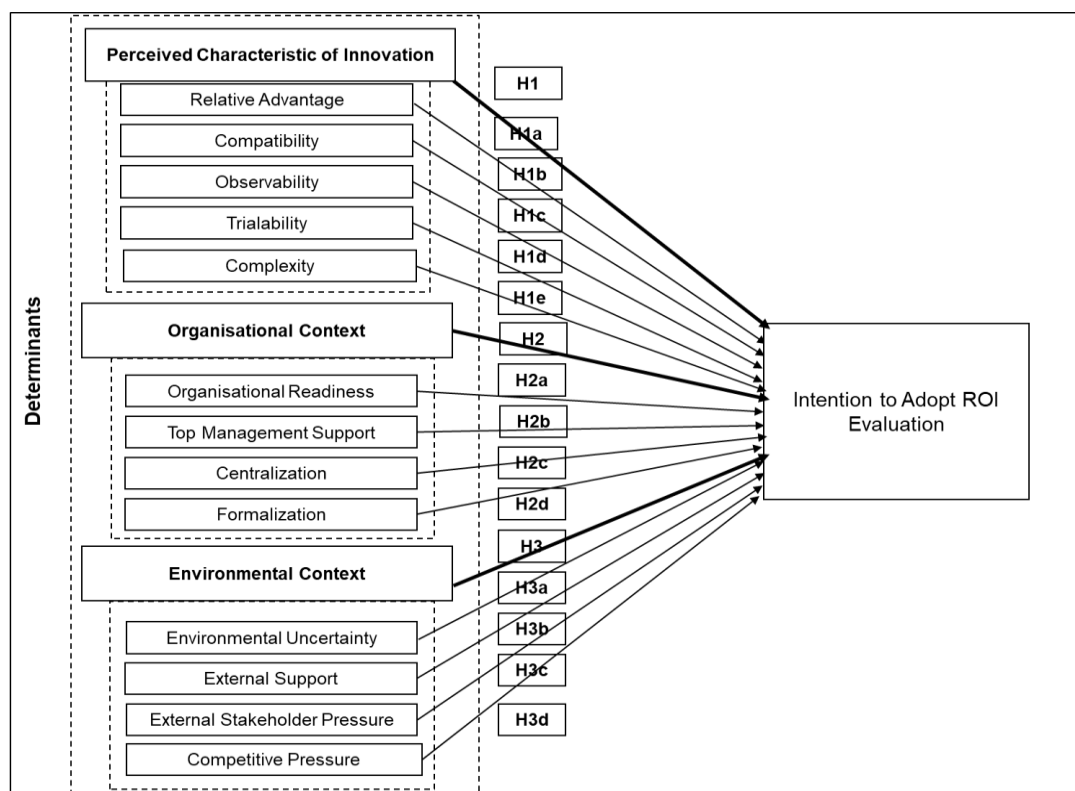 Determinants
Perceived Characteristic of Innovation
Relative Advantage
Compatibility
Observability
Trialability
Complexity
Organisational Context
Organisational Readiness
Top Management Support
Centralization
Formalization
Environmental Context
Environmental Uncertainty
External Support
External Stakeholder Pressure
Competitive Pressure
H1
H1a
H1b
H1c
H1d
H1e
H2
H2a
H2b
H2c
H2d
H3
H3a
H3b
H3c
H3d
Intention to Adopt ROI
Evaluation